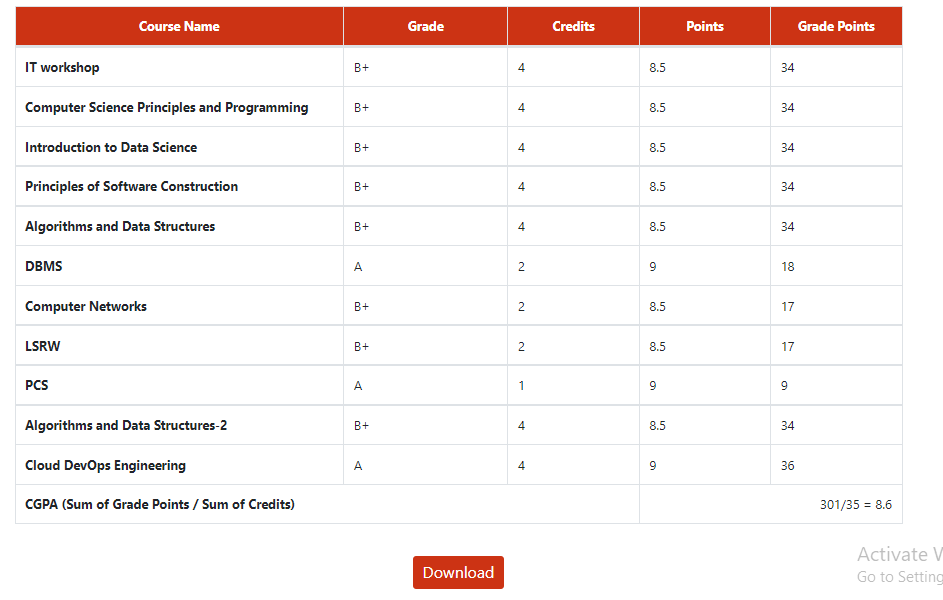 Course Name Grade Credits Points Grade Points
IT workshop B+ 4 8.5 34
Computer Science Principles and Programming B+ 4 8.5 34
Introduction to Data Science B+ 4 8.5 34
Principles of Software Construction B+ 4 8.5 34
Algorithms and Data Structures B+ 4 8.5 34
DBMS A 2 9 18
Computer Networks B+ 2 8.5 17
LSRW B+ 2 8.5 17
PCS A 1 9 9
Algorithms and Data Structures-2 B+ 4 8.5 34
Cloud DevOps Engineering A 4 9 36
CGPA (Sum of Grade Points / Sum of Credits) 301/35 = 8.6
Download
Activate
Go to Setting